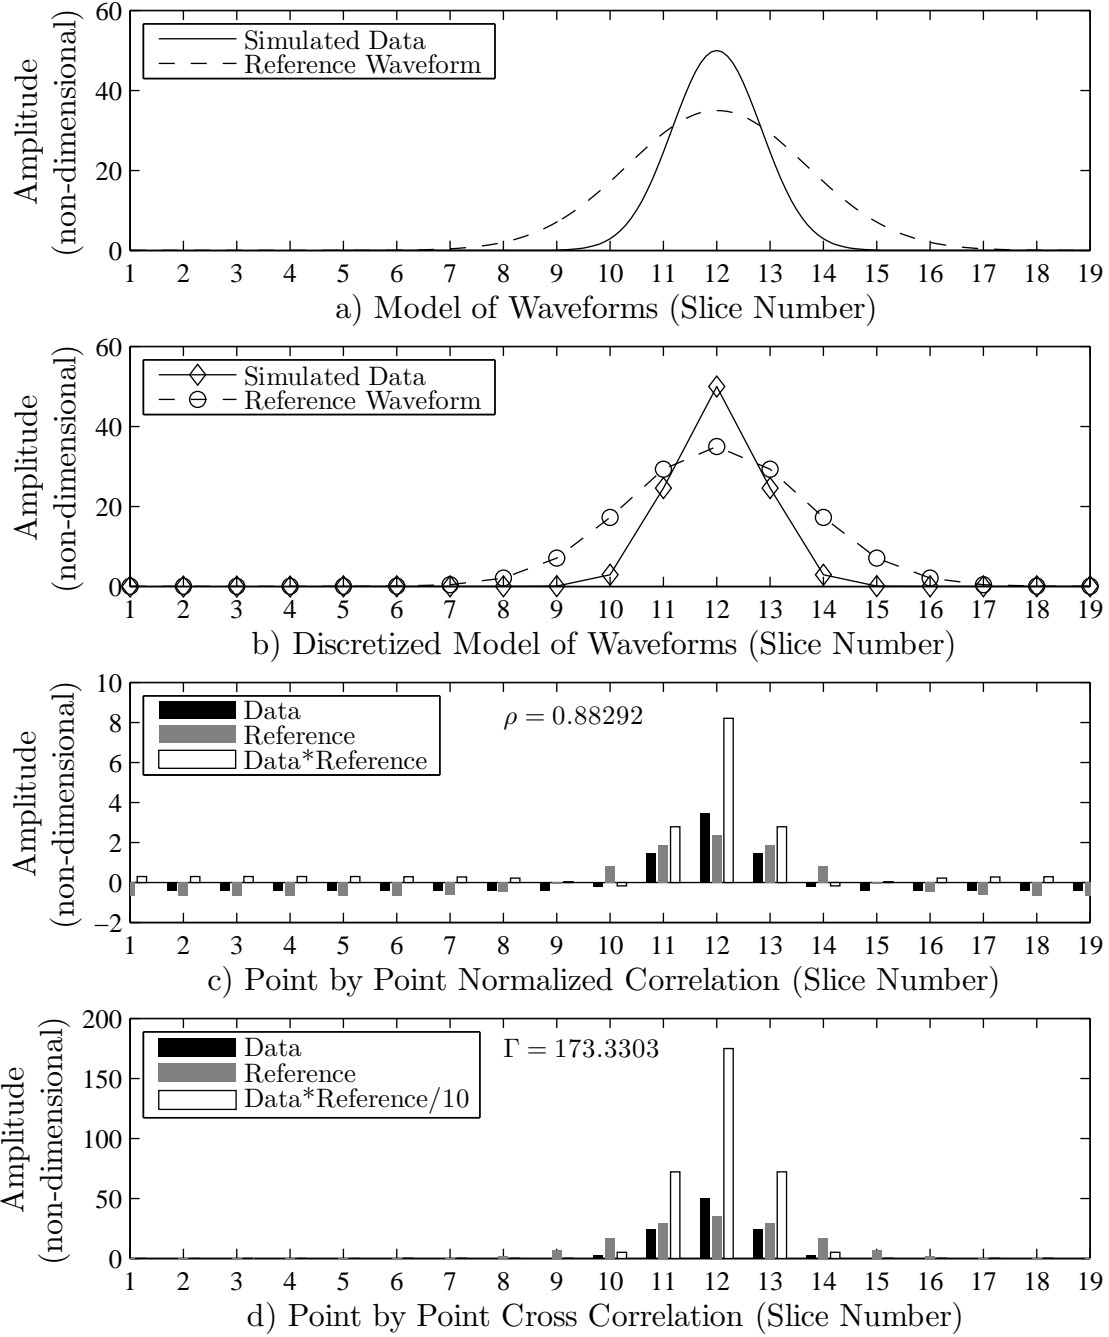 Amplitude
(non-dimensional)
60
40
20
0
Simulated Data
Reference Waveform
1 2 3 4 5 6 7 8 9 10 11 12 13 14 15 16 17 18 19
a) Model of Waveforms (Slice Number)
Amplitude
(non-dimensional)
60
40
20
0
Simulated Data
Reference Waveform
1 2 3 4 5 6 7 8 9 10 11 12 13 14 15 16 17 18 19
b) Discretized Model of Waveforms (Slice Number)
Amplitude
(non-dimensional)
10
8
6
4
2
0
−2
Data
Reference
Data*Reference
ρ = 0.88292
1 2 3 4 5 6 7 8 9 10 11 12 13 14 15 16 17 18 19
c) Point by Point Normalized Correlation (Slice Number)
Amplitude
(non-dimensional)
200
150
100
50
0
Data
Reference
Data*Reference/10
Γ = 173.3303
1 2 3 4 5 6 7 8 9 10 11 12 13 14 15 16 17 18 19
d) Point by Point Cross Correlation (Slice Number)